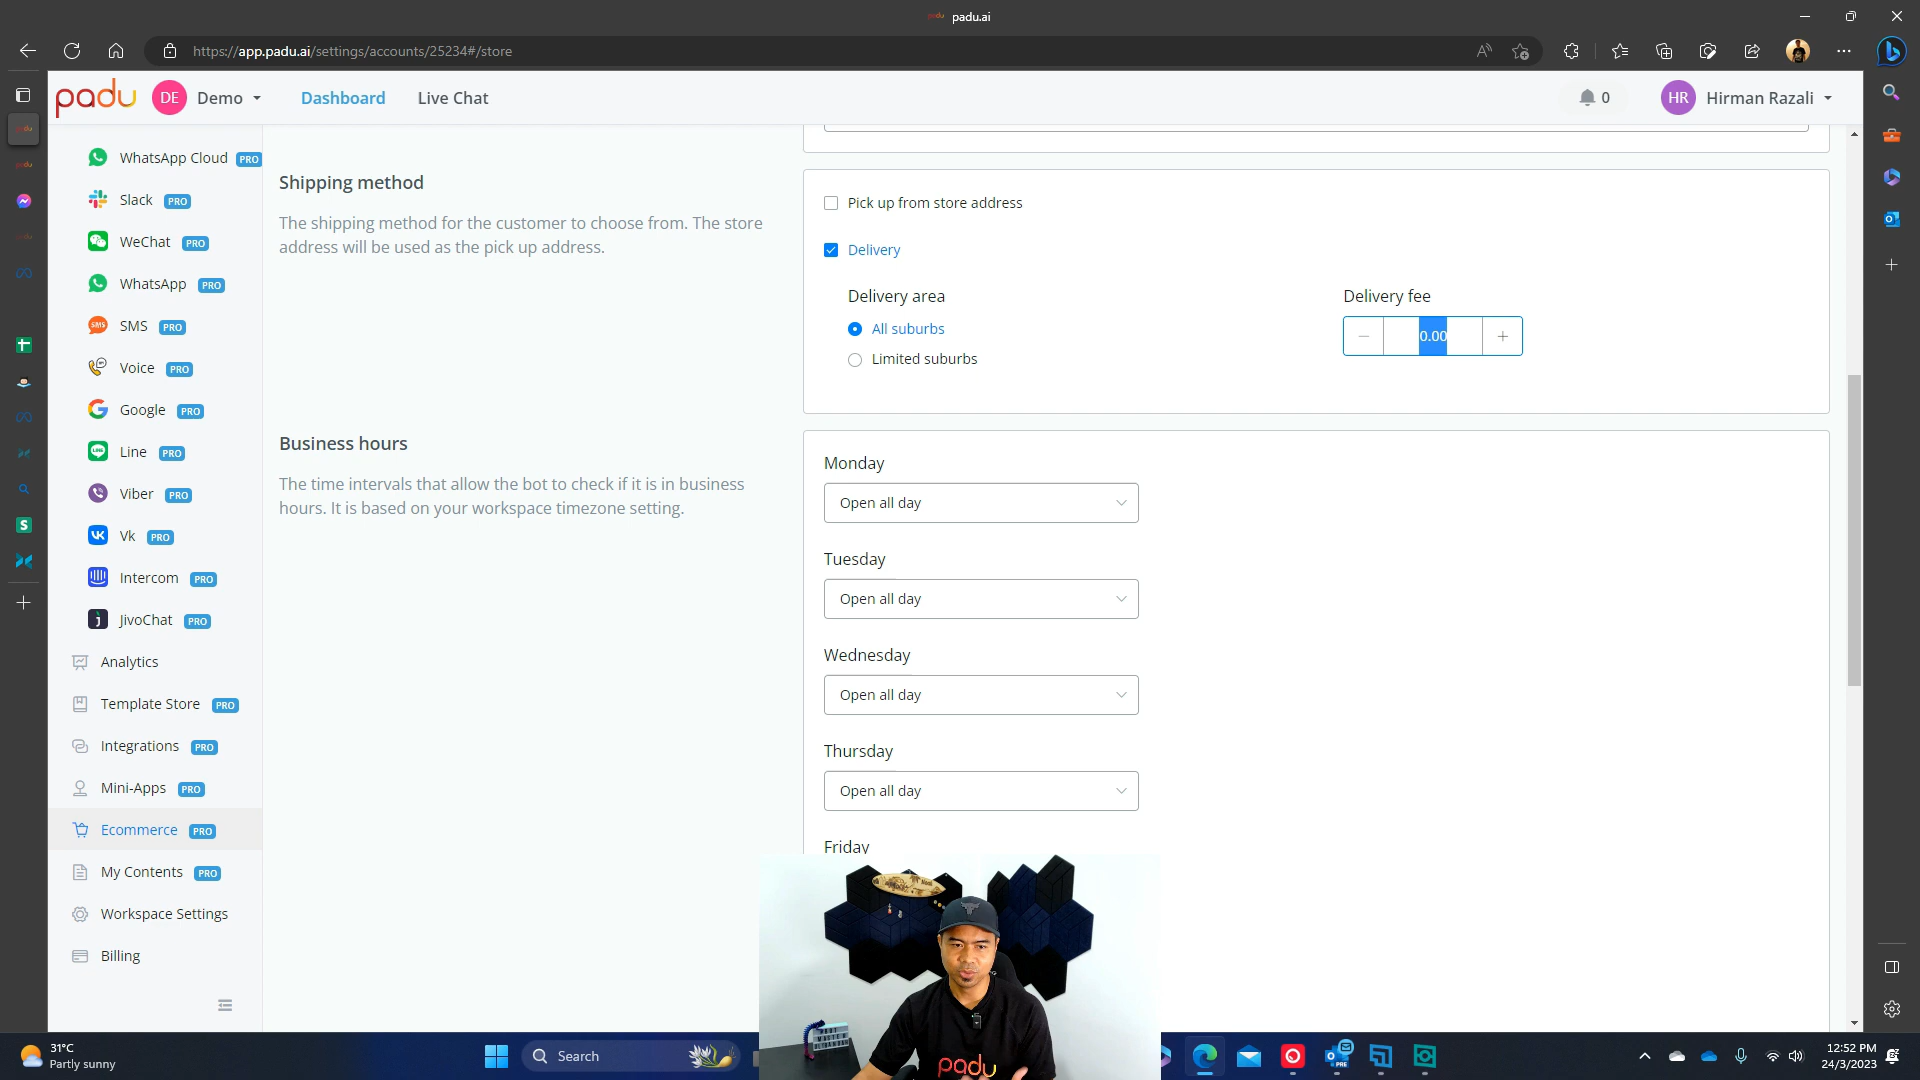 padu.ai
https://app.padu.ai/settings/accounts/25234#/store
padu DE Demo Dashboard Live Chat 0 HR Hirman Razali
WhatsApp Cloud PRO
Slack PRO
WeChat PRO
WhatsApp PRO
SMS PRO
Voice PRO
Google PRO
Line PRO
Viber PRO
Vk PRO
Intercom PRO
JivoChat PRO
Analytics
Template Store PRO
Integrations PRO
Mini-Apps PRO
Ecommerce PRO
My Contents PRO
Workspace Settings
Billing
Shipping method
The shipping method for the customer to choose from. The store
address will be used as the pick up address.
Pick up from store address
Delivery
Delivery area
All suburbs
Limited suburbs
Delivery fee
0.00
Business hours
The time intervals that allow the bot to check if it is in business
hours. It is based on your workspace timezone setting.
Monday
Open all day
Tuesday
Open all day
Wednesday
Open all day
Thursday
Open all day
Friday
padu
31°C
Partly sunny
Search
12:52 PM
24/3/2023